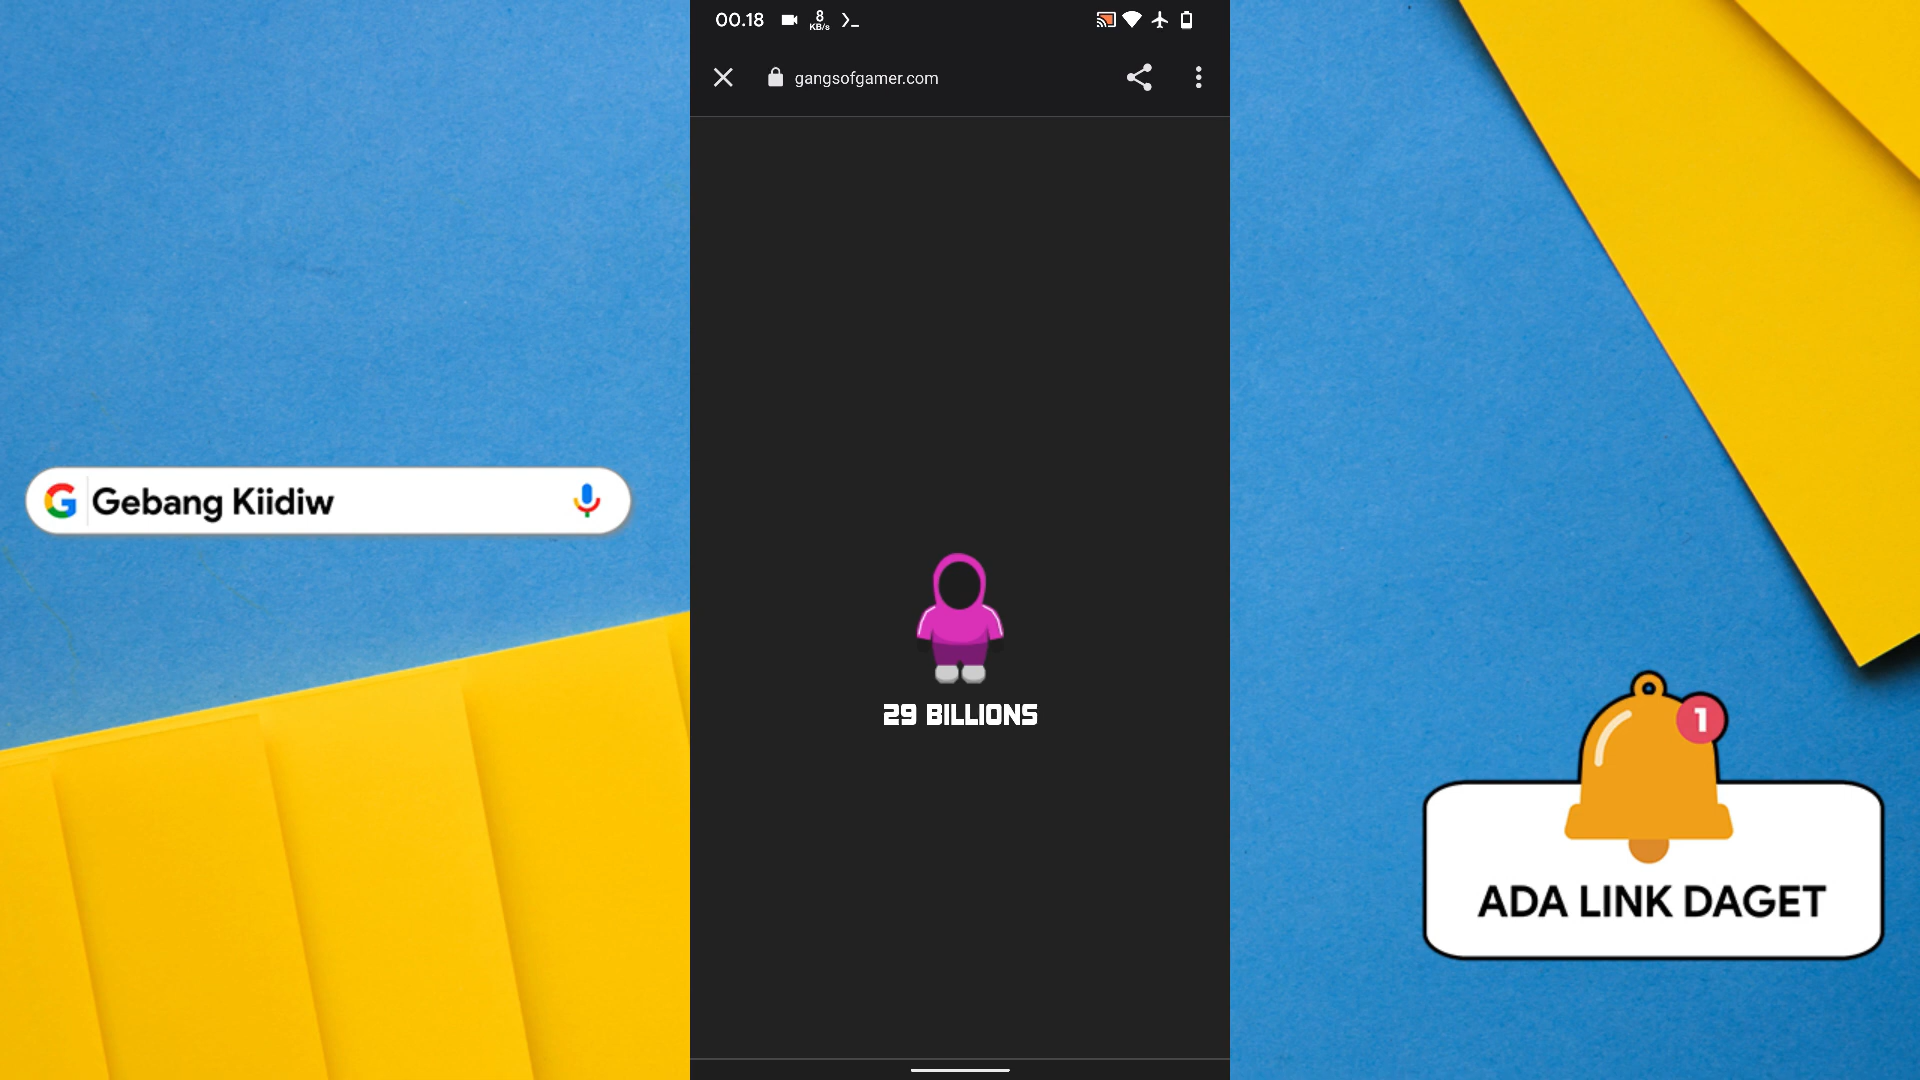 00.18
8
KB/s
gangsofgamer.com
G Gebang Kiidiw
29 BILLIONS
1
ADA LINK DAGET